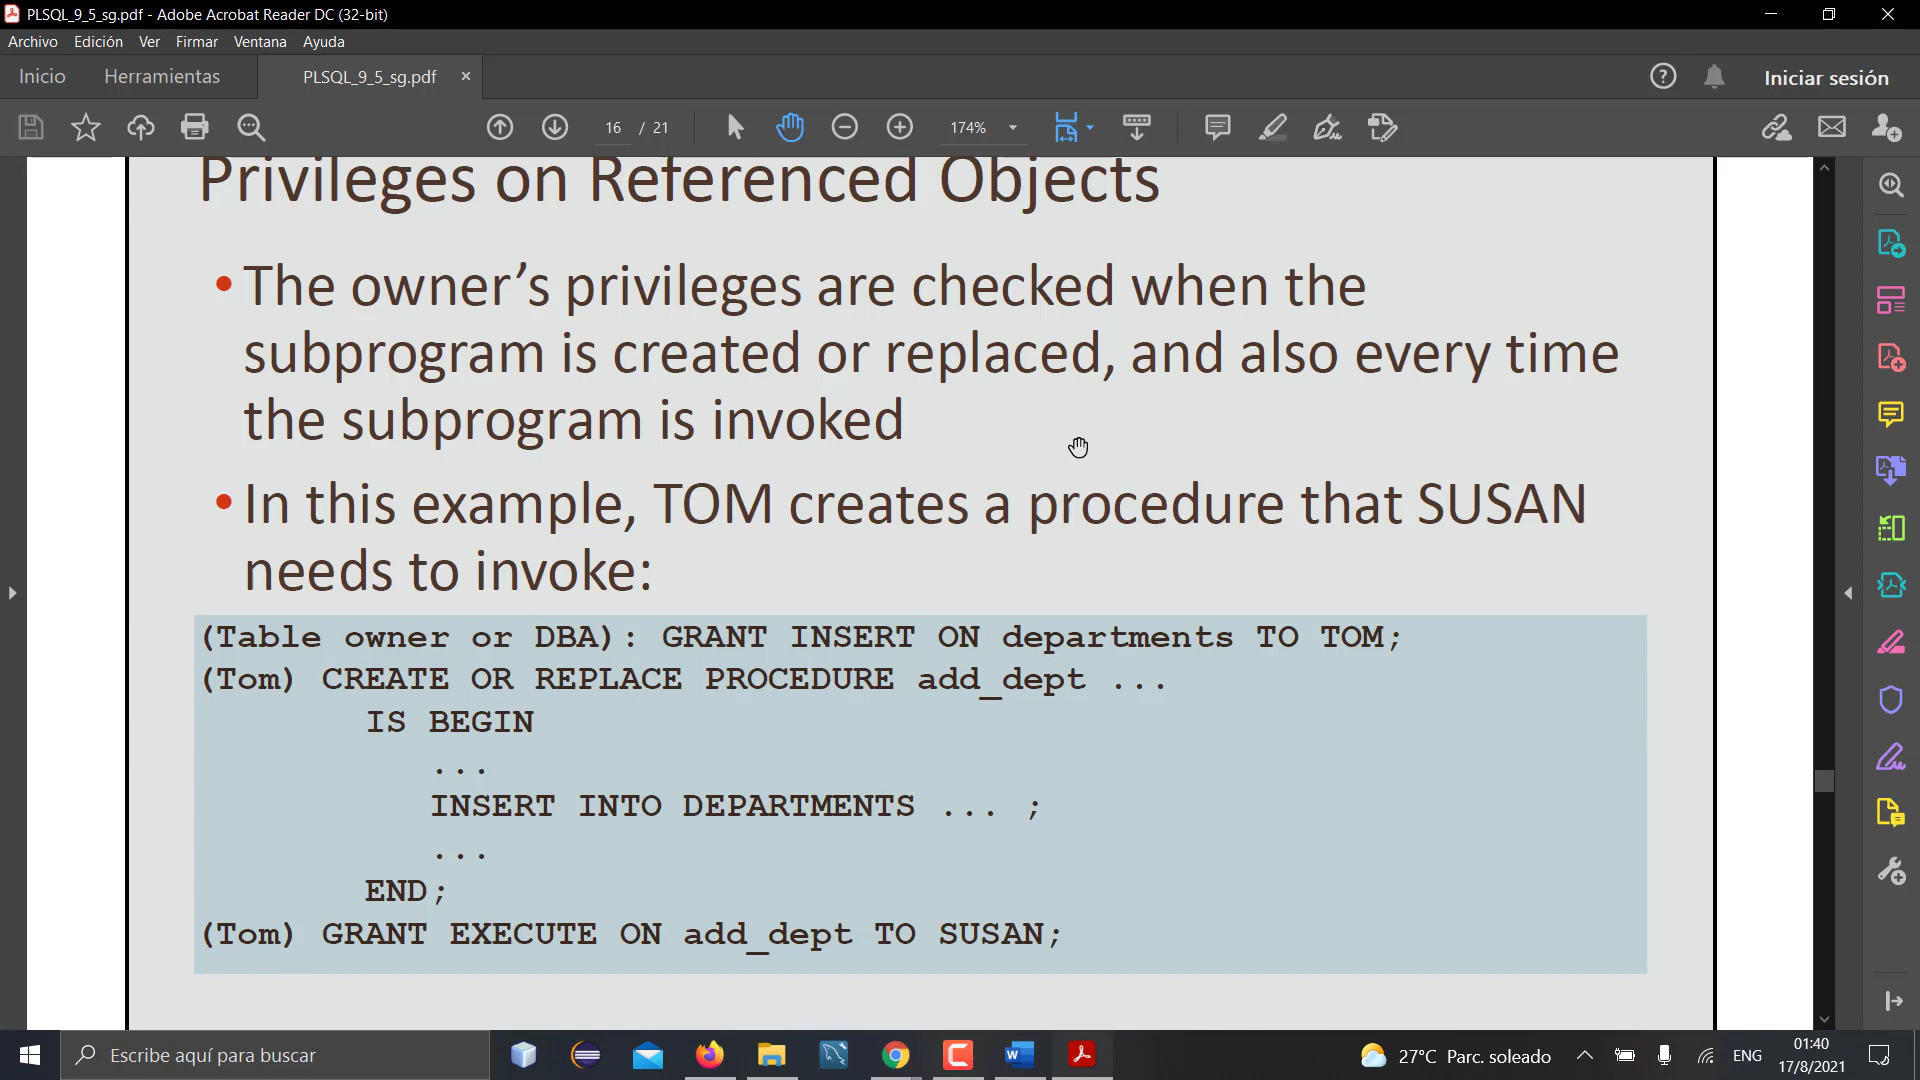 PLSQL_9_5_sg.pdf - Adobe Acrobat Reader DC (32-bit)
Archivo Edición Ver Firmar Ventana Ayuda
Inicio Herramientas PLSQL_9_5_sg.pdf × Iniciar sesión
16 / 21 174%
Privileges on Referenced Objects
• The owner’s privileges are checked when the
subprogram is created or replaced, and also every time
the subprogram is invoked
• In this example, TOM creates a procedure that SUSAN
needs to invoke:
(Table owner or DBA): GRANT INSERT ON departments TO TOM;
(Tom) CREATE OR REPLACE PROCEDURE add_dept ...
IS BEGIN
...
INSERT INTO DEPARTMENTS ... ;
...
END;
(Tom) GRANT EXECUTE ON add_dept TO SUSAN;
Escribe aquí para buscar
27°C Parc. soleado
ENG
01:40
17/8/2021